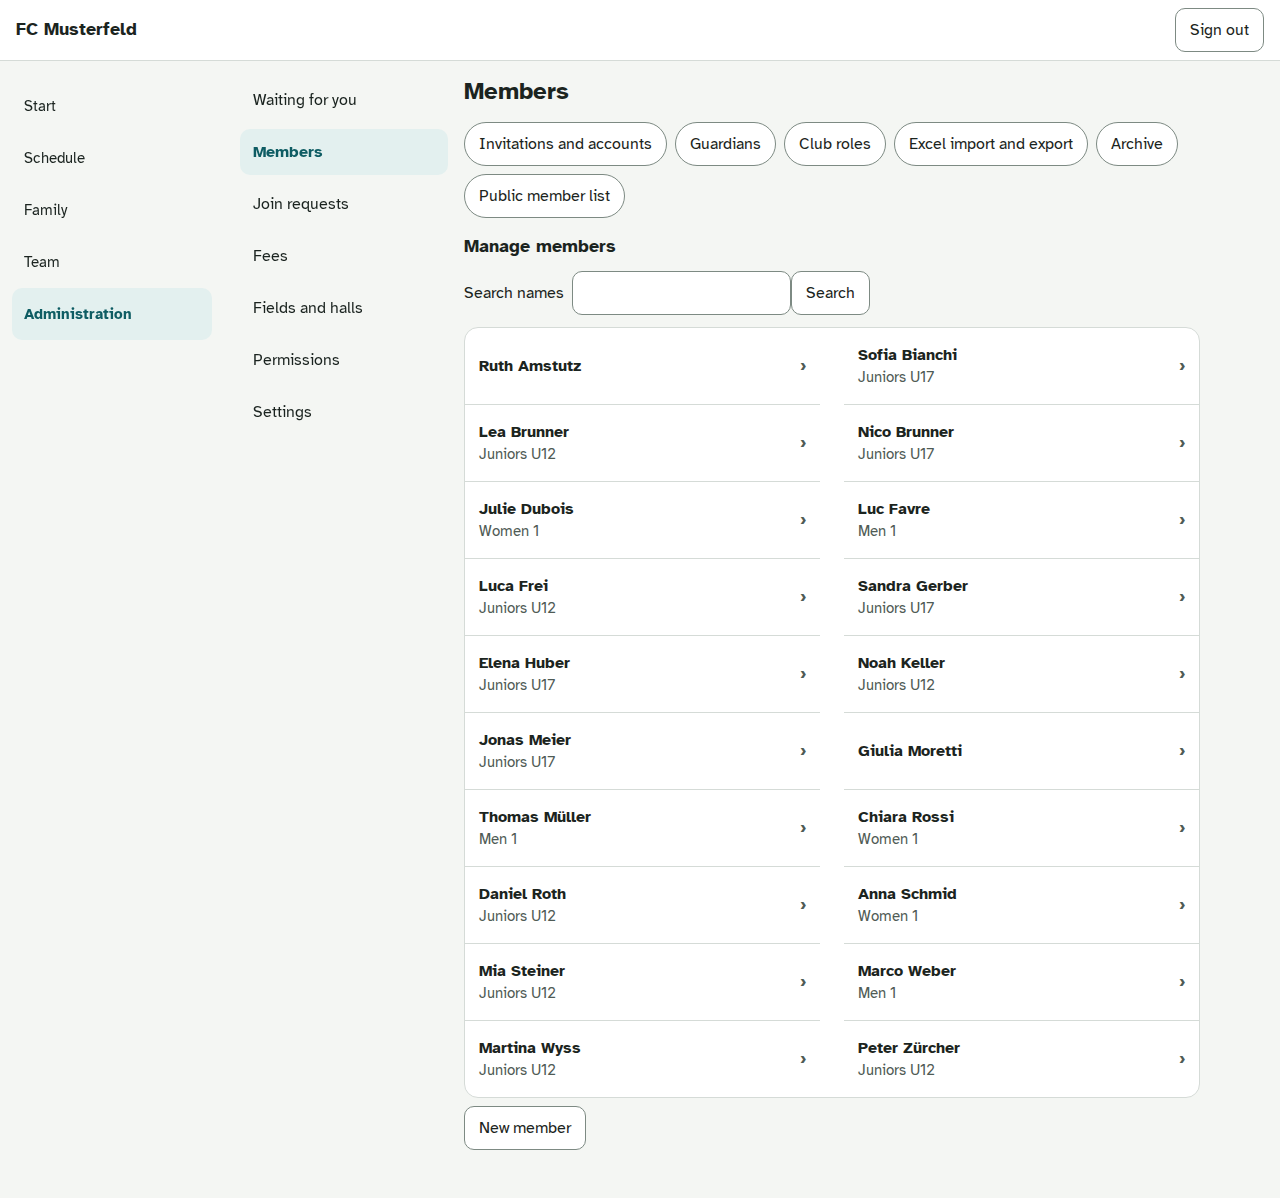 FC Musterfeld
Sign out
Start
Schedule
Family
Team
Administration
Waiting for you
Members
Join requests
Fees
Fields and halls
Permissions
Settings
Members
Invitations and accounts
Guardians
Club roles
Excel import and export
Archive
Public member list
Manage members
Search names
Search
Ruth Amstutz ›
Sofia Bianchi
Juniors U17 ›
Lea Brunner
Juniors U12 ›
Nico Brunner
Juniors U17 ›
Julie Dubois
Women 1 ›
Luc Favre
Men 1 ›
Luca Frei
Juniors U12 ›
Sandra Gerber
Juniors U17 ›
Elena Huber
Juniors U17 ›
Noah Keller
Juniors U12 ›
Jonas Meier
Juniors U17 ›
Giulia Moretti ›
Thomas Müller
Men 1 ›
Chiara Rossi
Women 1 ›
Daniel Roth
Juniors U12 ›
Anna Schmid
Women 1 ›
Mia Steiner
Juniors U12 ›
Marco Weber
Men 1 ›
Martina Wyss
Juniors U12 ›
Peter Zürcher
Juniors U12 ›
New member